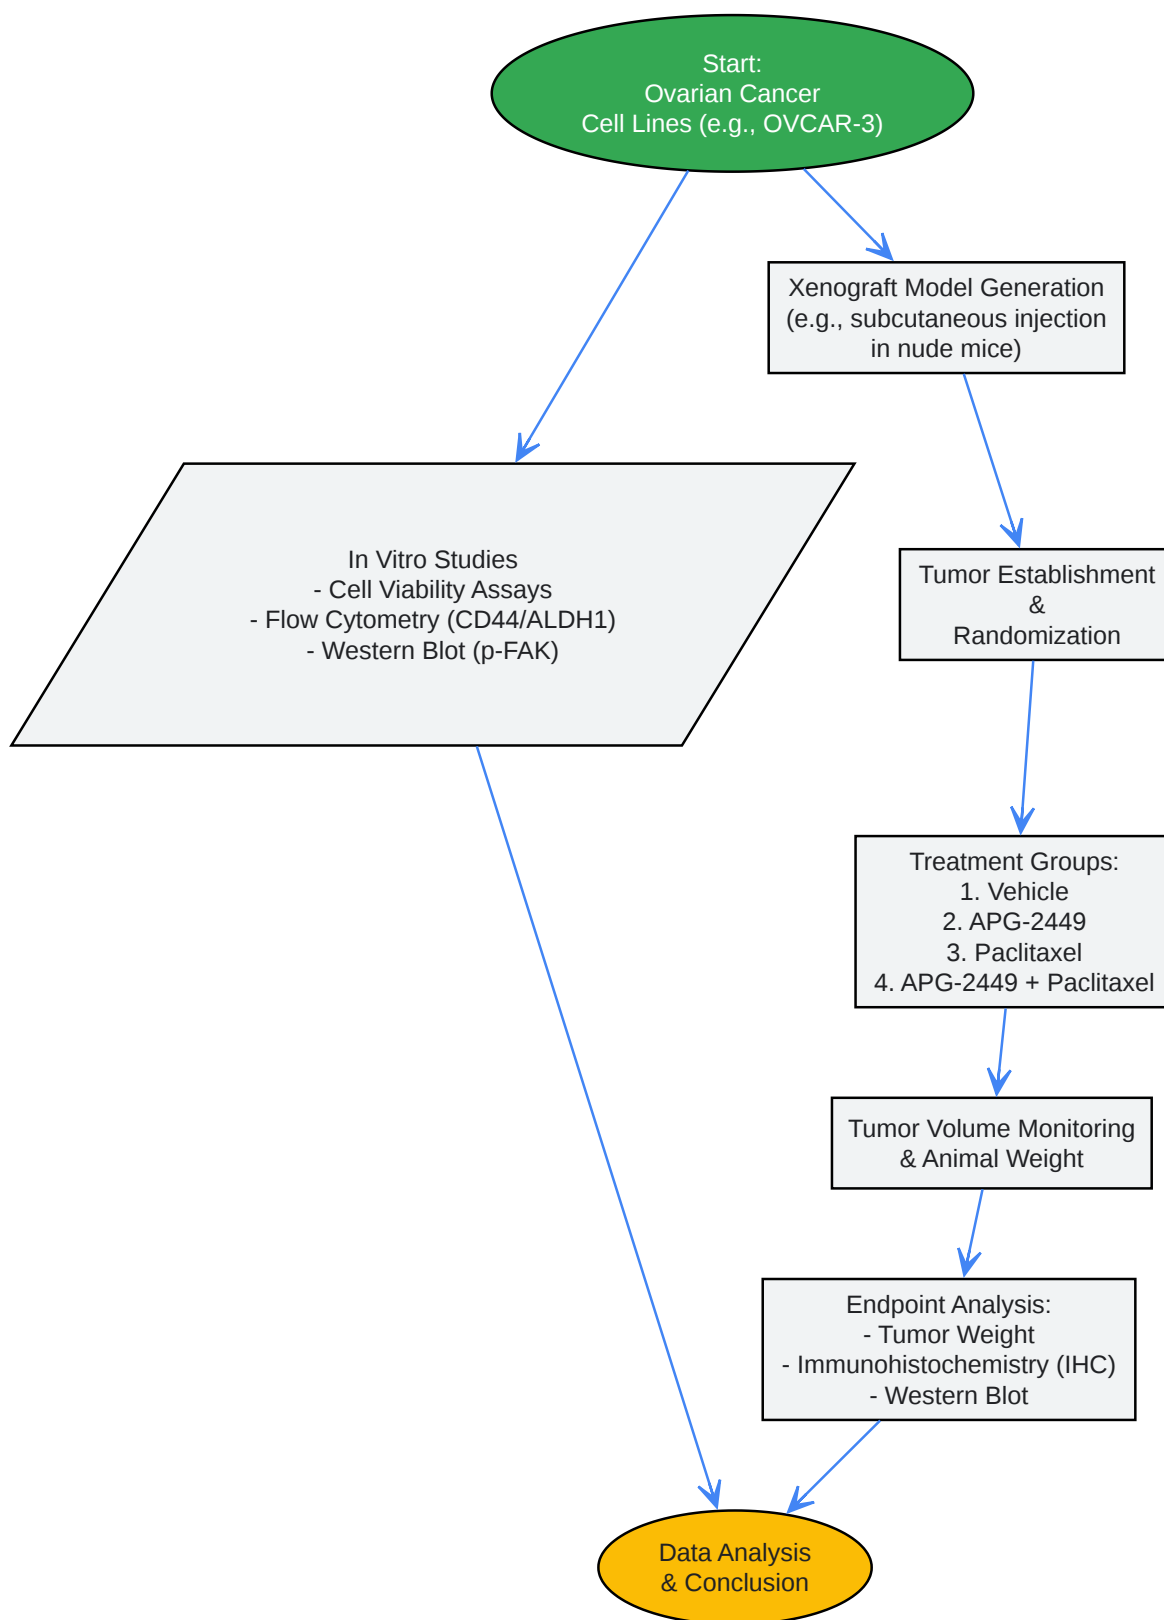 Start:
Ovarian Cancer
Cell Lines (e.g., OVCAR-3)
Xenograft Model Generation
(e.g., subcutaneous injection
in nude mice)
In Vitro Studies
- Cell Viability Assays
- Flow Cytometry (CD44/ALDH1)
- Western Blot (p-FAK)
Tumor Establishment
&
Randomization
Treatment Groups:
1. Vehicle
2. APG-2449
3. Paclitaxel
4. APG-2449 + Paclitaxel
Tumor Volume Monitoring
& Animal Weight
Endpoint Analysis:
- Tumor Weight
- Immunohistochemistry (IHC)
- Western Blot
Data Analysis
& Conclusion